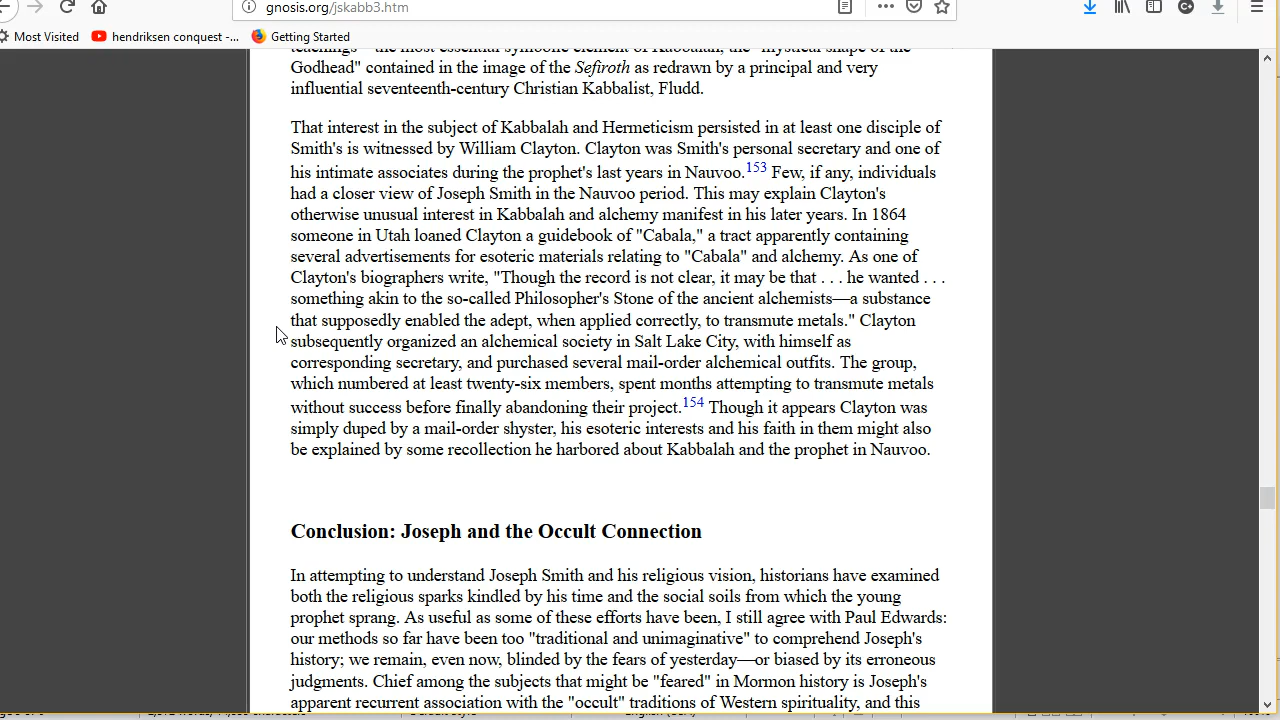 gnosis.org/jskabb3.htm
Most Visited hendriksen conquest -... Getting Started
Godhead" contained in the image of the Sefiroth as redrawn by a principal and very
influential seventeenth-century Christian Kabbalist, Fludd.
That interest in the subject of Kabbalah and Hermeticism persisted in at least one disciple of
Smith's is witnessed by William Clayton. Clayton was Smith's personal secretary and one of
his intimate associates during the prophet's last years in Nauvoo.153 Few, if any, individuals
had a closer view of Joseph Smith in the Nauvoo period. This may explain Clayton's
otherwise unusual interest in Kabbalah and alchemy manifest in his later years. In 1864
someone in Utah loaned Clayton a guidebook of "Cabala," a tract apparently containing
several advertisements for esoteric materials relating to "Cabala" and alchemy. As one of
Clayton's biographers write, "Though the record is not clear, it may be that . . . he wanted . . .
something akin to the so-called Philosopher's Stone of the ancient alchemists—a substance
that supposedly enabled the adept, when applied correctly, to transmute metals." Clayton
subsequently organized an alchemical society in Salt Lake City, with himself as
corresponding secretary, and purchased several mail-order alchemical outfits. The group,
which numbered at least twenty-six members, spent months attempting to transmute metals
without success before finally abandoning their project.154 Though it appears Clayton was
simply duped by a mail-order shyster, his esoteric interests and his faith in them might also
be explained by some recollection he harbored about Kabbalah and the prophet in Nauvoo.
Conclusion: Joseph and the Occult Connection
In attempting to understand Joseph Smith and his religious vision, historians have examined
both the religious sparks kindled by his time and the social soils from which the young
prophet sprang. As useful as some of these efforts have been, I still agree with Paul Edwards:
our methods so far have been too "traditional and unimaginative" to comprehend Joseph's
history; we remain, even now, blinded by the fears of yesterday—or biased by its erroneous
judgments. Chief among the subjects that might be "feared" in Mormon history is Joseph's
apparent recurrent association with the "occult" traditions of Western spirituality, and this